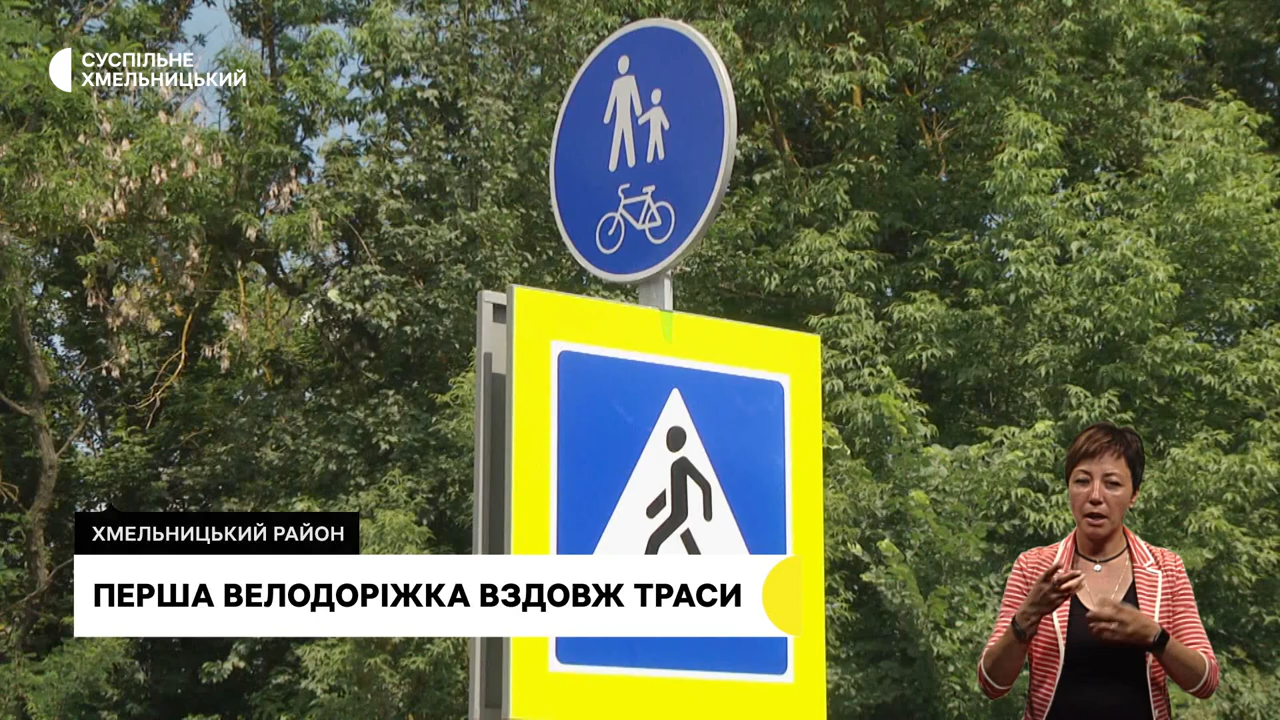 СУСПІЛЬНЕ
ХМЕЛЬНИЦЬКИЙ
ХМЕЛЬНИЦЬКИЙ РАЙОН
ПЕРША ВЕЛОДОРІЖКА ВЗДОВЖ ТРАСИ